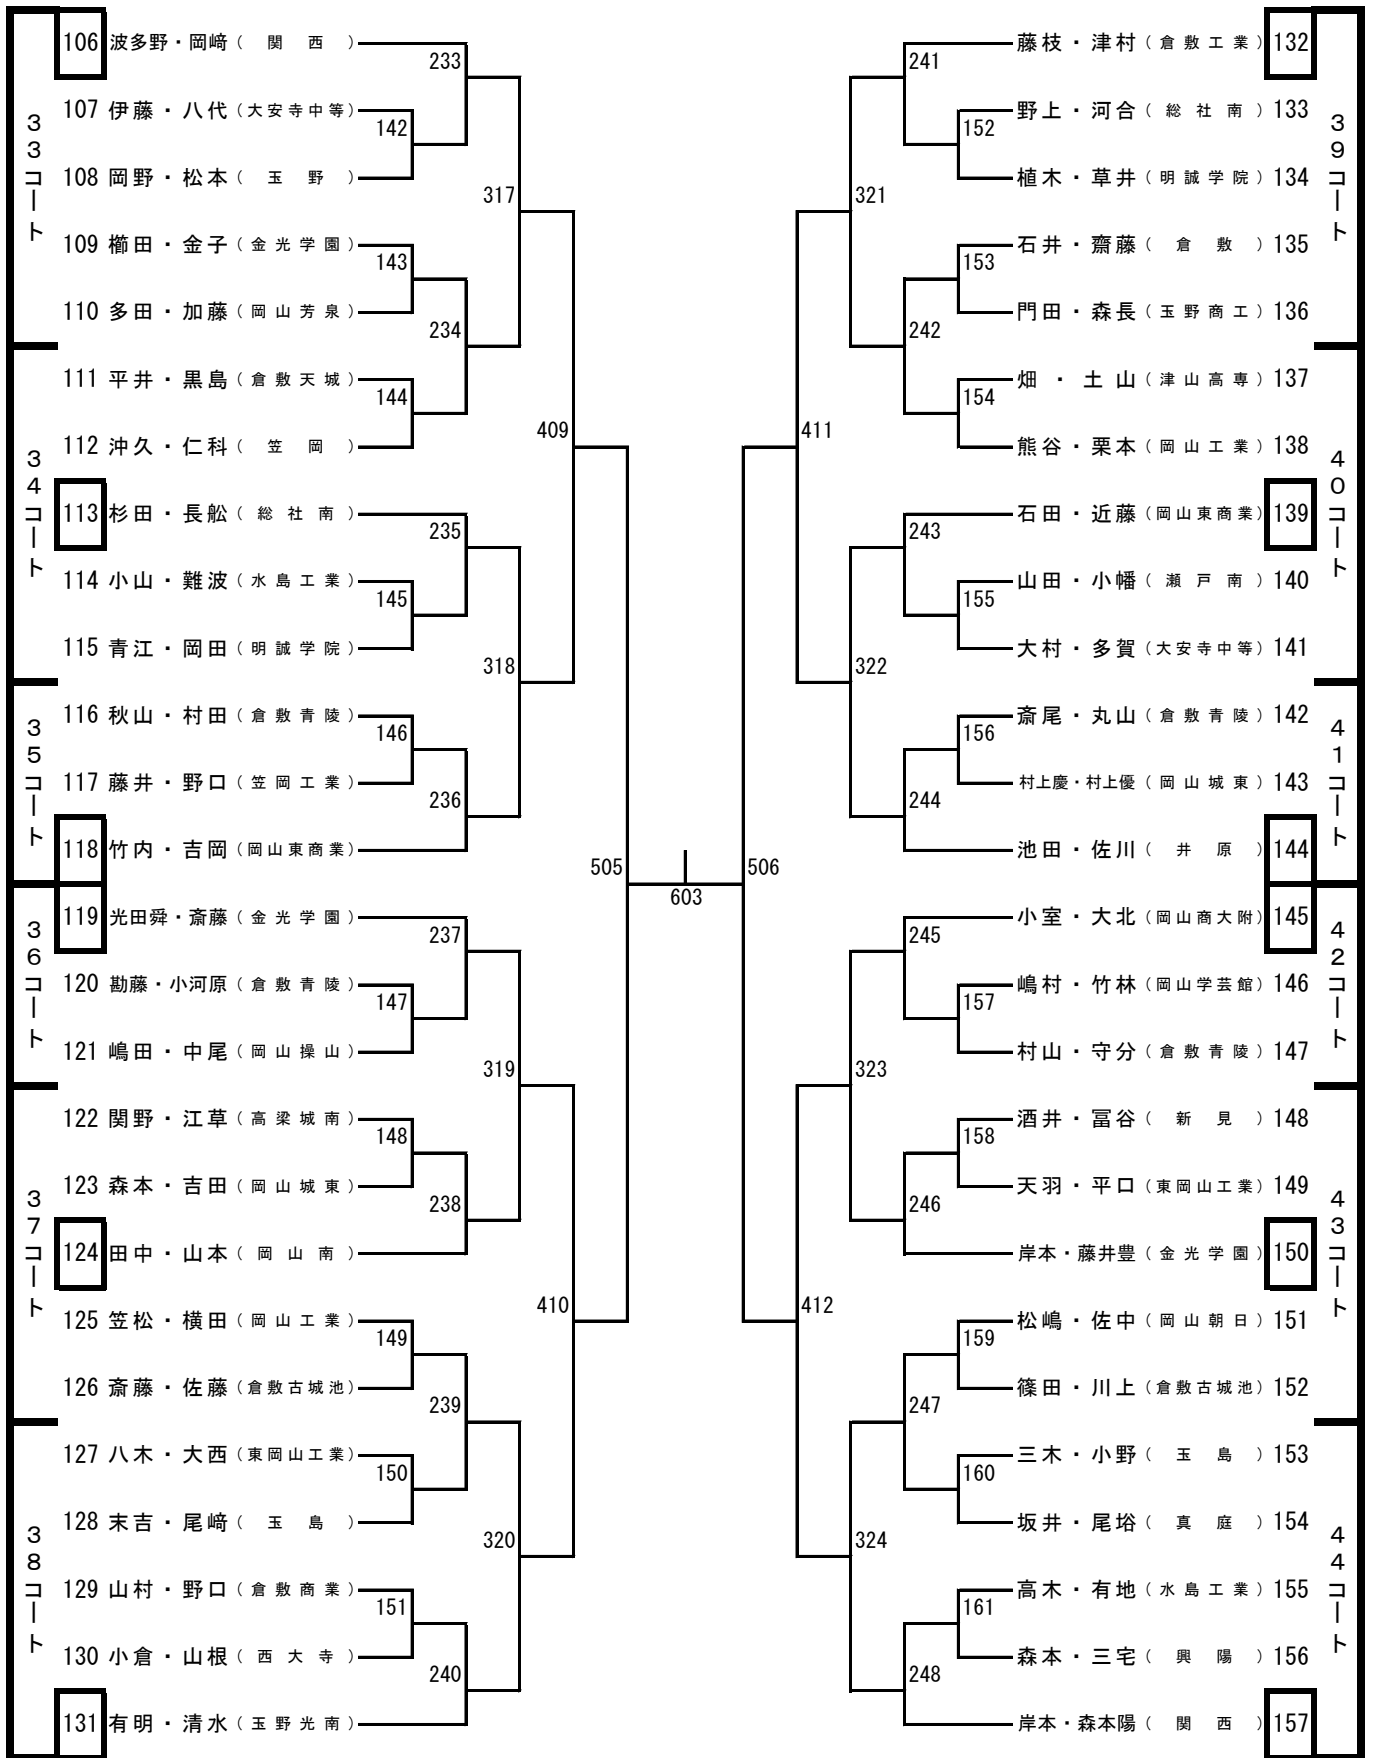 33コート
106 波多野・岡﨑（関西）
107 伊藤・八代（大安寺中等）
108 岡野・松本（玉野）
109 櫛田・金子（金光学園）
110 多田・加藤（岡山芳泉）
34コート
111 平井・黒島（倉敷天城）
112 沖久・仁科（笠岡）
113 杉田・長舩（総社南）
114 小山・難波（水島工業）
115 青江・岡田（明誠学院）
35コート
116 秋山・村田（倉敷青陵）
117 藤井・野口（笠岡工業）
118 竹内・吉岡（岡山東商業）
36コート
119 光田舜・斎藤（金光学園）
120 勘藤・小河原（倉敷青陵）
121 嶋田・中尾（岡山操山）
37コート
122 関野・江草（高梁城南）
123 森本・吉田（岡山城東）
124 田中・山本（岡山南）
125 笠松・横田（岡山工業）
126 斎藤・佐藤（倉敷古城池）
38コート
127 八木・大西（東岡山工業）
128 末吉・尾﨑（玉島）
129 山村・野口（倉敷商業）
130 小倉・山根（西大寺）
131 有明・清水（玉野光南）
142
143
144
145
146
147
148
149
150
151
233
234
235
236
237
238
239
240
317
318
319
320
409
410
505
603
506
411
412
321
322
323
324
241
242
243
244
245
246
247
248
152
153
154
155
156
157
158
159
160
161
39コート
藤枝・津村（倉敷工業）132
野上・河合（総社南）133
植木・草井（明誠学院）134
石井・齋藤（倉敷）135
門田・森長（玉野商工）136
40コート
畑・土山（津山高専）137
熊谷・栗本（岡山工業）138
石田・近藤（岡山東商業）139
山田・小幡（瀬戸南）140
大村・多賀（大安寺中等）141
41コート
斎尾・丸山（倉敷青陵）142
村上慶・村上優（岡山城東）143
池田・佐川（井原）144
42コート
小室・大北（岡山商大附）145
嶋村・竹林（岡山学芸館）146
村山・守分（倉敷青陵）147
43コート
酒井・冨谷（新見）148
天羽・平口（東岡山工業）149
岸本・藤井豊（金光学園）150
松嶋・佐中（岡山朝日）151
篠田・川上（倉敷古城池）152
44コート
三木・小野（玉島）153
坂井・尾峪（真庭）154
高木・有地（水島工業）155
森本・三宅（興陽）156
岸本・森本陽（関西）157